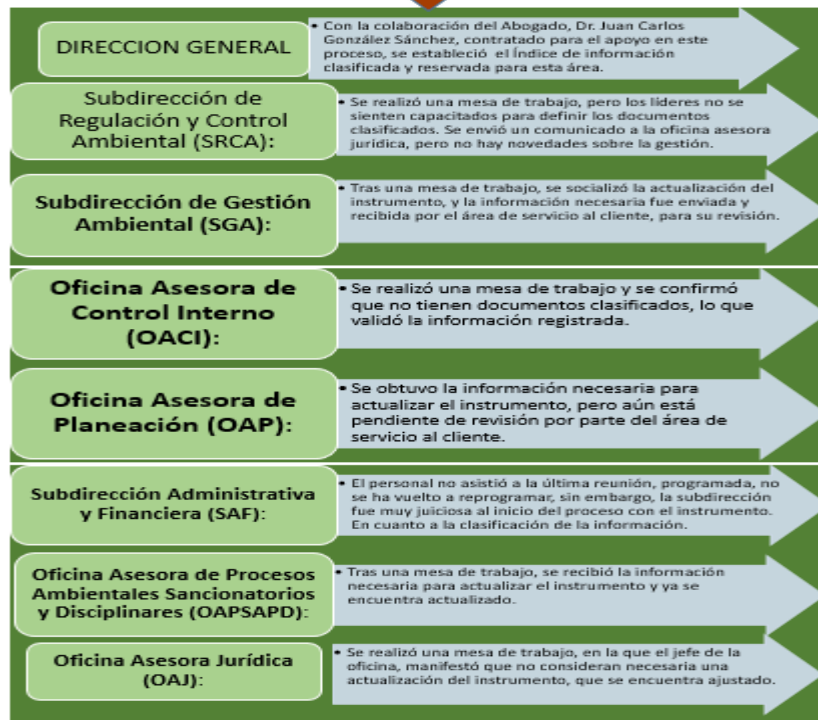 DIRECCION GENERAL
• Con la colaboración del Abogado, Dr. Juan Carlos
González Sánchez, contratado para el apoyo en este
proceso, se estableció el Índice de información
clasificada y reservada para esta área.
Subdirección de
Regulación y Control
Ambiental (SRCA):
• Se realizó una mesa de trabajo, pero los líderes no se
sienten capacitados para definir los documentos
clasificados. Se envió un comunicado a la oficina asesora
jurídica, pero no hay novedades sobre la gestión.
Subdirección de Gestión
Ambiental (SGA):
• Tras una mesa de trabajo, se socializó la actualización del
instrumento, y la información necesaria fue enviada y
recibida por el área de servicio al cliente, para su revisión.
Oficina Asesora de
Control Interno
(OACI):
• Se realizó una mesa de trabajo y se confirmó
que no tienen documentos clasificados, lo que
validó la información registrada.
Oficina Asesora de
Planeación (OAP):
• Se obtuvo la información necesaria para
actualizar el instrumento, pero aún está
pendiente de revisión por parte del área de
servicio al cliente.
Subdirección Administrativa
y Financiera (SAF):
• El personal no asistió a la última reunión, programada, no
se ha vuelto a reprogramar, sin embargo, la subdirección
fue muy juiciosa al inicio del proceso con el instrumento.
En cuanto a la clasificación de la información.
Oficina Asesora de Procesos
Ambientales Sancionatorios
y Disciplinares (OAPSAPD):
• Tras una mesa de trabajo, se recibió la información
necesaria para actualizar el instrumento y ya se
encuentra actualizado.
Oficina Asesora Jurídica
(OAJ):
• Se realizó una mesa de trabajo, en la que el jefe de la
oficina, manifestó que no consideran necesaria una
actualización del instrumento, que se encuentra ajustado.